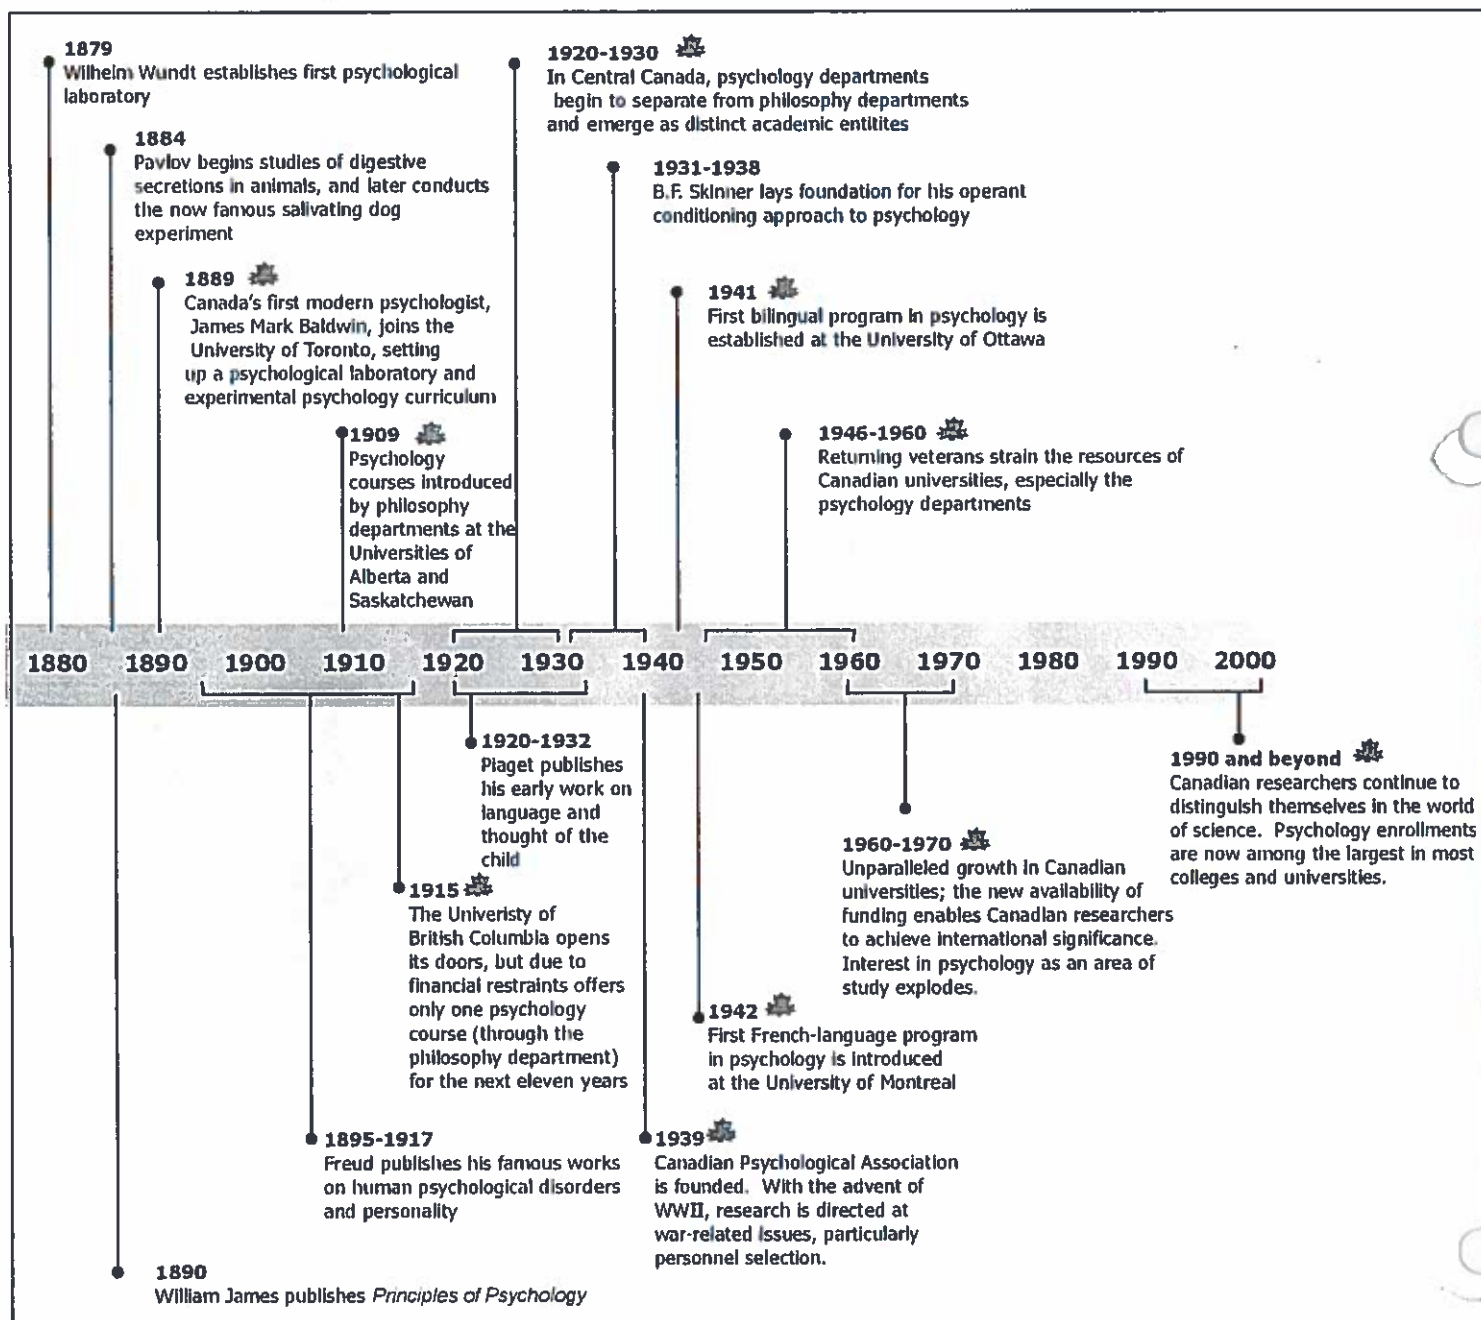 1879
Wilhelm Wundt establishes first psychological
laboratory
1884
Pavlov begins studies of digestive
secretions in animals, and later conducts
the now famous salivating dog
experiment
1889
Canada's first modern psychologist,
James Mark Baldwin, joins the
University of Toronto, setting
up a psychological laboratory and
experimental psychology curriculum
1909
Psychology
courses introduced
by philosophy
departments at the
Universities of
Alberta and
Saskatchewan
1920-1930
In Central Canada, psychology departments
begin to separate from philosophy departments
and emerge as distinct academic entitites
1931-1938
B.F. Skinner lays foundation for his operant
conditioning approach to psychology
1941
First bilingual program in psychology is
established at the University of Ottawa
1946-1960
Returning veterans strain the resources of
Canadian universities, especially the
psychology departments
1880 1890 1900 1910 1920 1930 1940 1950 1960 1970 1980 1990 2000
1920-1932
Piaget publishes
his early work on
language and
thought of the
child
1915
The Univeristy of
British Columbia opens
its doors, but due to
financial restraints offers
only one psychology
course (through the
philosophy department)
for the next eleven years
1895-1917
Freud publishes his famous works
on human psychological disorders
and personality
1890
William James publishes Principles of Psychology
1939
Canadian Psychological Association
is founded. With the advent of
WWII, research is directed at
war-related issues, particularly
personnel selection.
1942
First French-language program
in psychology is introduced
at the University of Montreal
1960-1970
Unparalleled growth in Canadian
universities; the new availability of
funding enables Canadian researchers
to achieve international significance.
Interest in psychology as an area of
study explodes.
1990 and beyond
Canadian researchers continue to
distinguish themselves in the world
of science. Psychology enrollments
are now among the largest in most
colleges and universities.